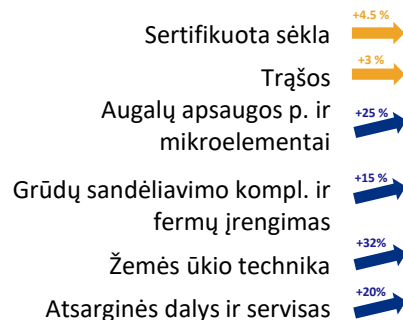 +4.5 %
Sertifikuota sėkla
+3 %
Trąšos
Augalų apsaugos p. ir
+25 %
mikroelementai
+15 %
Grūdų sandėliavimo kompl. ir
fermų įrengimas
+32%
Žemės ūkio technika
+20%
Atsarginės dalys ir servisas